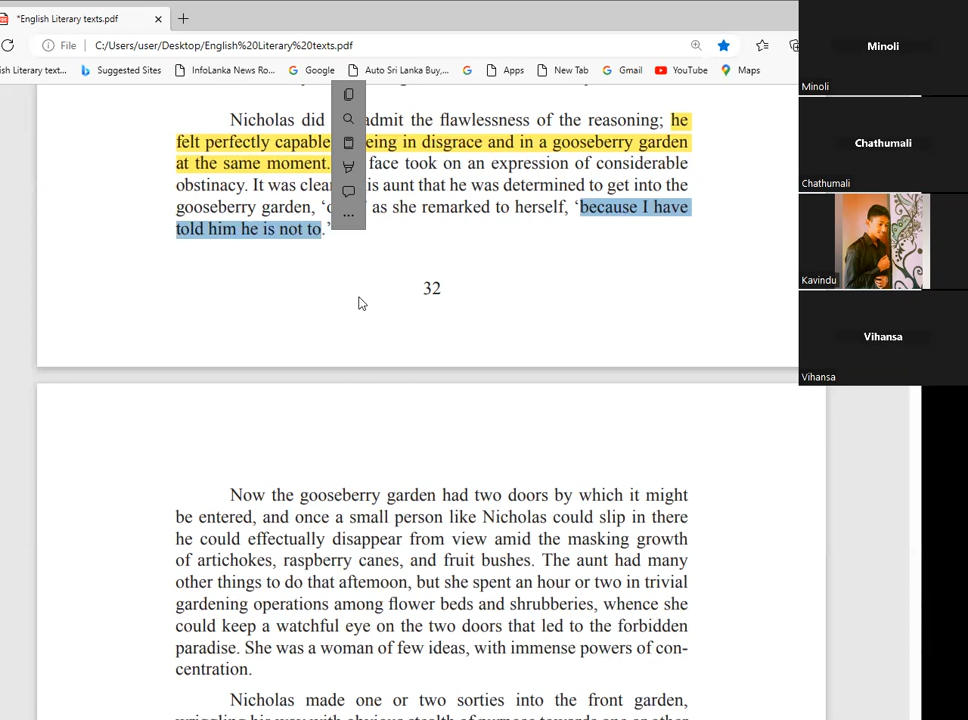 *English Literary texts.pdf
File
C:/Users/user/Desktop/English%20Literary%20texts.pdf
sh Literary text...
Suggested Sites
InfoLanka News Ro...
Google
Auto Sri Lanka Buy,...
Apps
New Tab
Gmail
YouTube
Maps
Nicholas did admit the flawlessness of the reasoning; he
felt perfectly capable eing in disgrace and in a gooseberry garden
at the same moment. face took on an expression of considerable
obstinacy. It was clear is aunt that he was determined to get into the
gooseberry garden, ‘o ’ as she remarked to herself, ‘because I have
told him he is not to.’
32
Now the gooseberry garden had two doors by which it might
be entered, and once a small person like Nicholas could slip in there
he could effectually disappear from view amid the masking growth
of artichokes, raspberry canes, and fruit bushes. The aunt had many
other things to do that aftemoon, but she spent an hour or two in trivial
gardening operations among flower beds and shrubberies, whence she
could keep a watchful eye on the two doors that led to the forbidden
paradise. She was a woman of few ideas, with immense powers of con-
centration.
Nicholas made one or two sorties into the front garden,
Minoli
Minoli
Chathumali
Chathumali
Kavindu
Vihansa
Vihansa